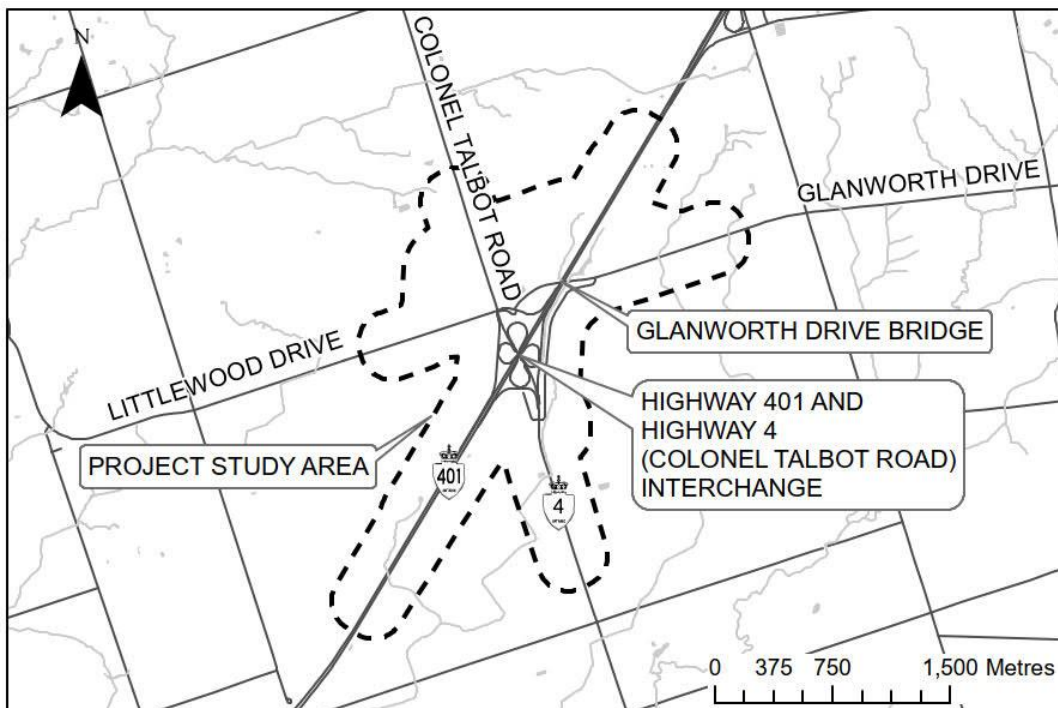 N
COLONEL TALBOT ROAD
GLANWORTH DRIVE
GLANWORTH DRIVE BRIDGE
LITTLEWOOD DRIVE
HIGHWAY 401 AND
HIGHWAY 4
(COLONEL TALBOT ROAD)
INTERCHANGE
PROJECT STUDY AREA
401
4
0 375 750 1,500 Metres